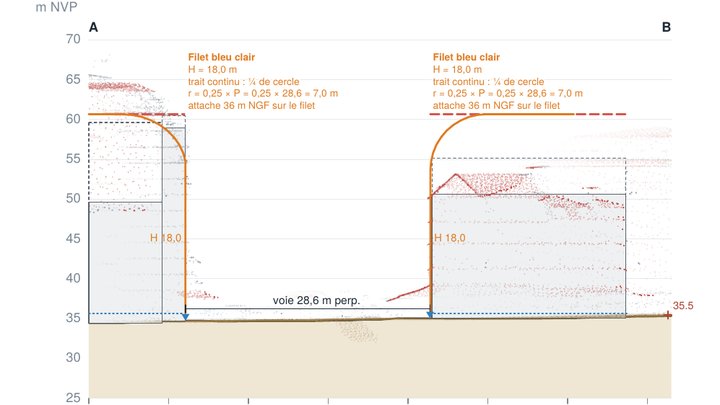 m NVP
A
B
70
65
60
55
50
45
40
35
30
25
Filet bleu clair
H = 18,0 m
trait continu : ¼ de cercle
r = 0,25 × P = 0,25 × 28,6 = 7,0 m
attache 36 m NGF sur le filet
Filet bleu clair
H = 18,0 m
trait continu : ¼ de cercle
r = 0,25 × P = 0,25 × 28,6 = 7,0 m
attache 36 m NGF sur le filet
H 18,0
H 18,0
voie 28,6 m perp.
35.5